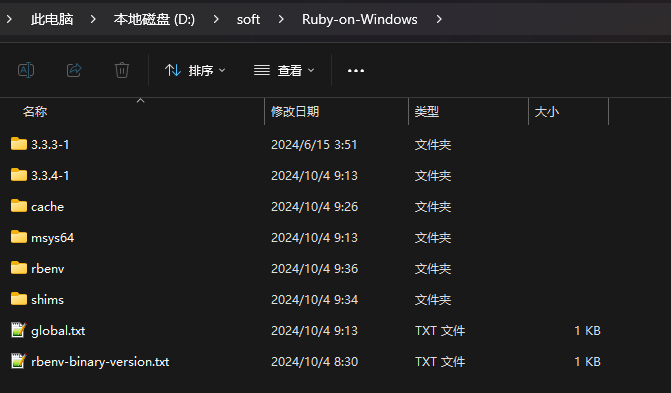 此电脑 本地磁盘 (D:) soft Ruby-on-Windows
排序 查看
名称 修改日期 类型 大小
3.3.3-1 2024/6/15 3:51 文件夹
3.3.4-1 2024/10/4 9:13 文件夹
cache 2024/10/4 9:26 文件夹
msys64 2024/10/4 9:13 文件夹
rbenv 2024/10/4 9:36 文件夹
shims 2024/10/4 9:34 文件夹
global.txt 2024/10/4 9:13 TXT 文件 1 KB
rbenv-binary-version.txt 2024/10/4 8:30 TXT 文件 1 KB